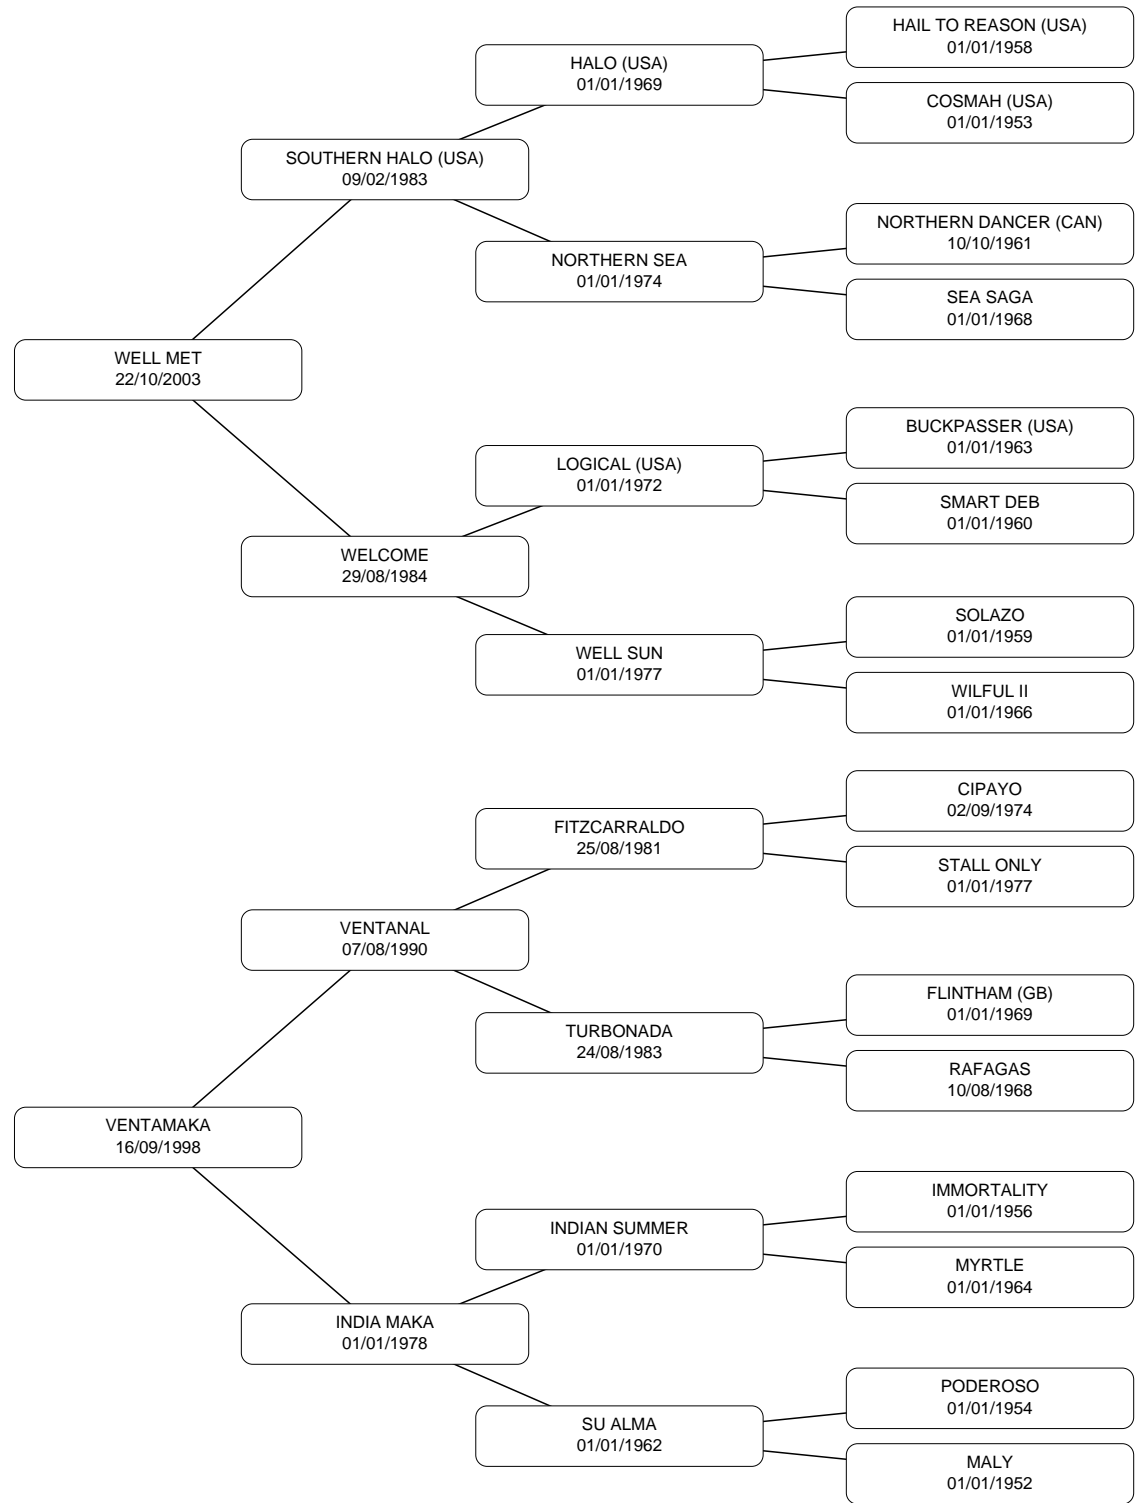 HAIL TO REASON (USA)
01/01/1958
HALO (USA)
01/01/1969
COSMAH (USA)
01/01/1953
SOUTHERN HALO (USA)
09/02/1983
NORTHERN DANCER (CAN)
10/10/1961
NORTHERN SEA
01/01/1974
SEA SAGA
01/01/1968
WELL MET
22/10/2003
BUCKPASSER (USA)
01/01/1963
LOGICAL (USA)
01/01/1972
SMART DEB
01/01/1960
WELCOME
29/08/1984
SOLAZO
01/01/1959
WELL SUN
01/01/1977
WILFUL II
01/01/1966
CIPAYO
02/09/1974
FITZCARRALDO
25/08/1981
STALL ONLY
01/01/1977
VENTANAL
07/08/1990
FLINTHAM (GB)
01/01/1969
TURBONADA
24/08/1983
RAFAGAS
10/08/1968
VENTAMAKA
16/09/1998
IMMORTALITY
01/01/1956
INDIAN SUMMER
01/01/1970
MYRTLE
01/01/1964
INDIA MAKA
01/01/1978
PODEROSO
01/01/1954
SU ALMA
01/01/1962
MALY
01/01/1952